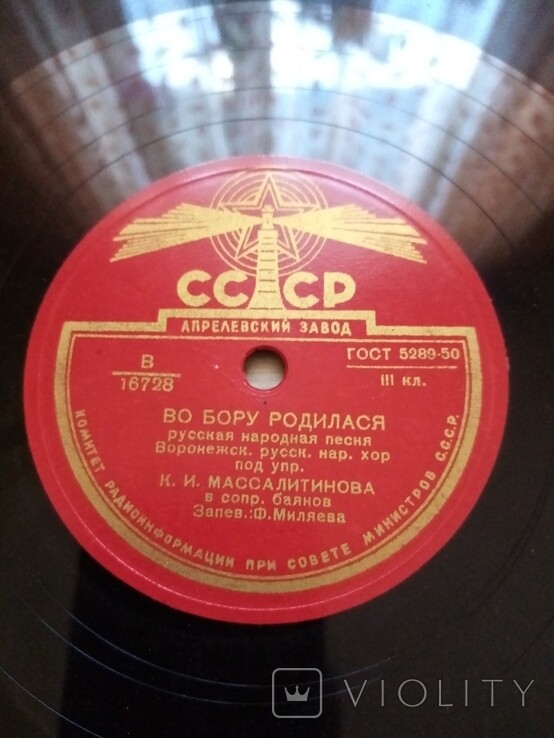 СССР
АПРЕЛЕВСКИЙ ЗАВОД
В
16728
ГОСТ 5289-50
III кл.
ВО БОРУ РОДИЛАСЯ
русская народная песня
Воронежск. русск. нар. хор
под упр.
К. И. МАССАЛИТИНОВА
в сопр. баянов
Запев.: Ф. Миляева
КОМИТЕТ РАДИОИНФОРМАЦИИ ПРИ СОВЕТЕ МИНИСТРОВ С.С.С.Р.
VIOLITY